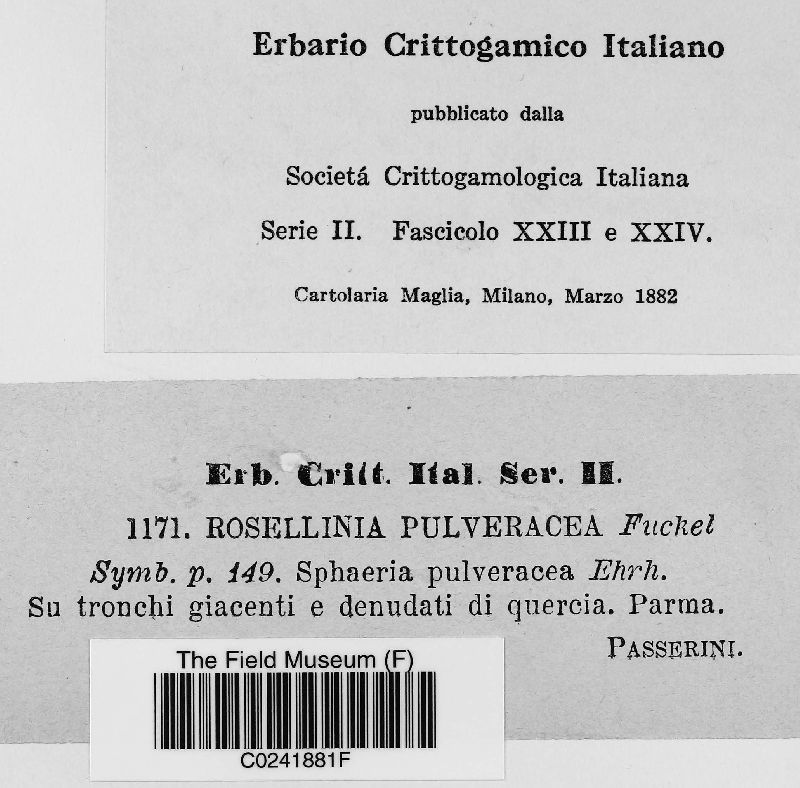 Erbario Crittogamico Italiano
pubblicato dalla
Societá Crittogamologica Italiana
Serie II. Fascicolo XXIII e XXIV.
Cartolaria Maglia, Milano, Marzo 1882
Erb. Critt. Ital. Ser. II.
1171. ROSELLINIA PULVERACEA Fuckel
Symb. p. 149. Sphaeria pulveracea Ehrh.
Su tronchi giacenti e denudati di quercia. Parma.
PASSERINI.
The Field Museum (F)
C0241881F